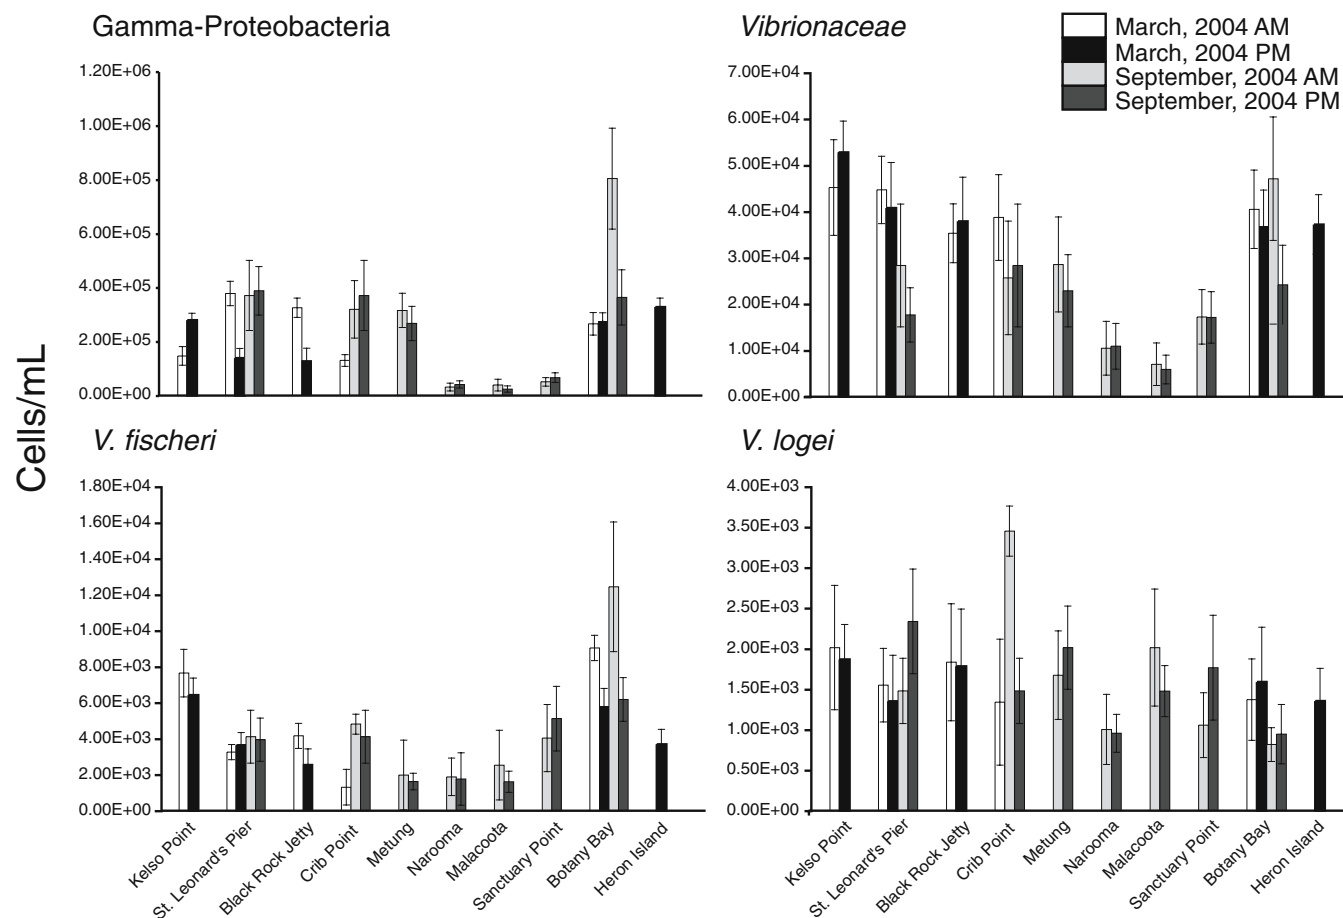 Gamma-Proteobacteria
Vibrionaceae
March, 2004 AM
March, 2004 PM
September, 2004 AM
September, 2004 PM
1.20E+06
1.00E+06
8.00E+05
6.00E+05
4.00E+05
2.00E+05
0.00E+00
7.00E+04
6.00E+04
5.00E+04
4.00E+04
3.00E+04
2.00E+04
1.00E+04
0.00E+00
Cells/mL
V. fischeri
V. logei
1.80E+04
1.60E+04
1.40E+04
1.20E+04
1.00E+04
8.00E+03
6.00E+03
4.00E+03
2.00E+03
0.00E+00
4.00E+03
3.50E+03
3.00E+03
2.50E+03
2.00E+03
1.50E+03
1.00E+03
0.50E+03
0.00E+00
Kelso Point
St. Leonard's Pier
Black Rock Jetty
Crib Point
Metung
Narooma
Malacoota
Sanctuary Point
Botany Bay
Heron Island
Kelso Point
St. Leonard's Pier
Black Rock Jetty
Crib Point
Metung
Narooma
Malacoota
Sanctuary Point
Botany Bay
Heron Island